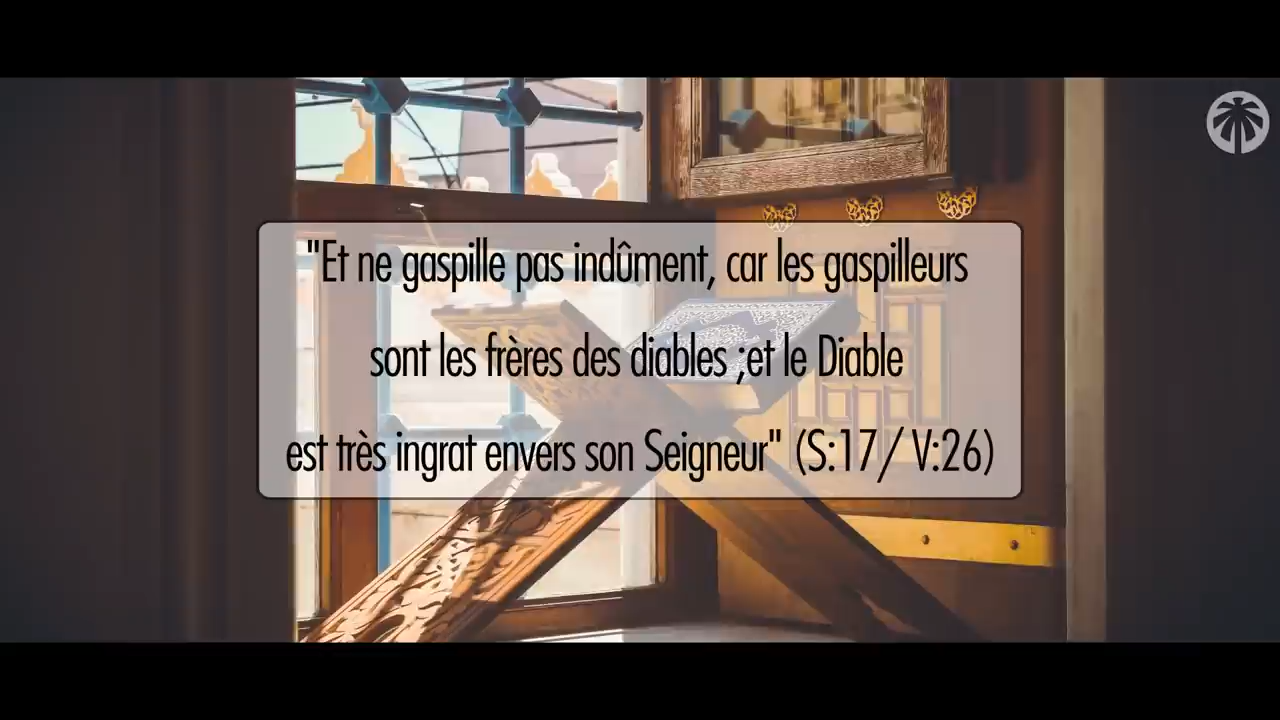 "Et ne gaspille pas indûment, car les gaspilleurs
sont les frères des diables ;et le Diable
est très ingrat envers son Seigneur" (S:17/ V:26)